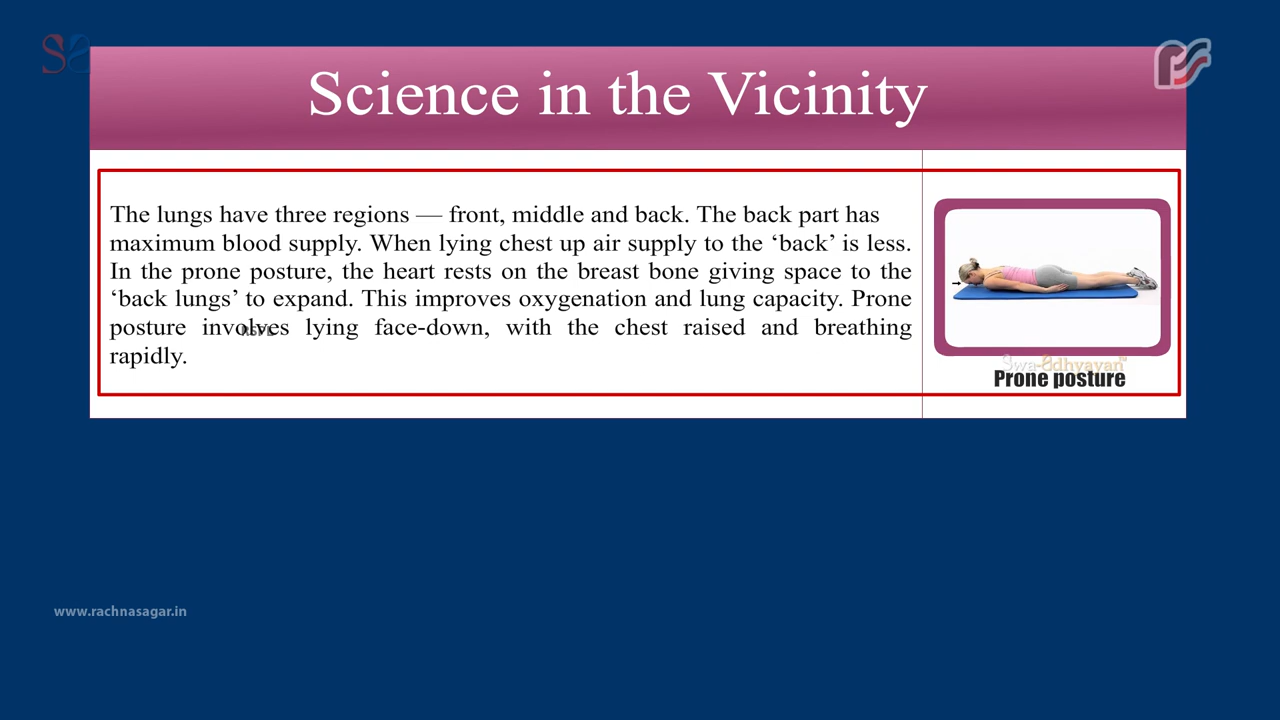 Science in the Vicinity
The lungs have three regions — front, middle and back. The back part has
maximum blood supply. When lying chest up air supply to the ‘back’ is less.
In the prone posture, the heart rests on the breast bone giving space to the
‘back lungs’ to expand. This improves oxygenation and lung capacity. Prone
posture involves lying face-down, with the chest raised and breathing
rapidly.
Swa-adhyayan
Prone posture
www.rachnasagar.in